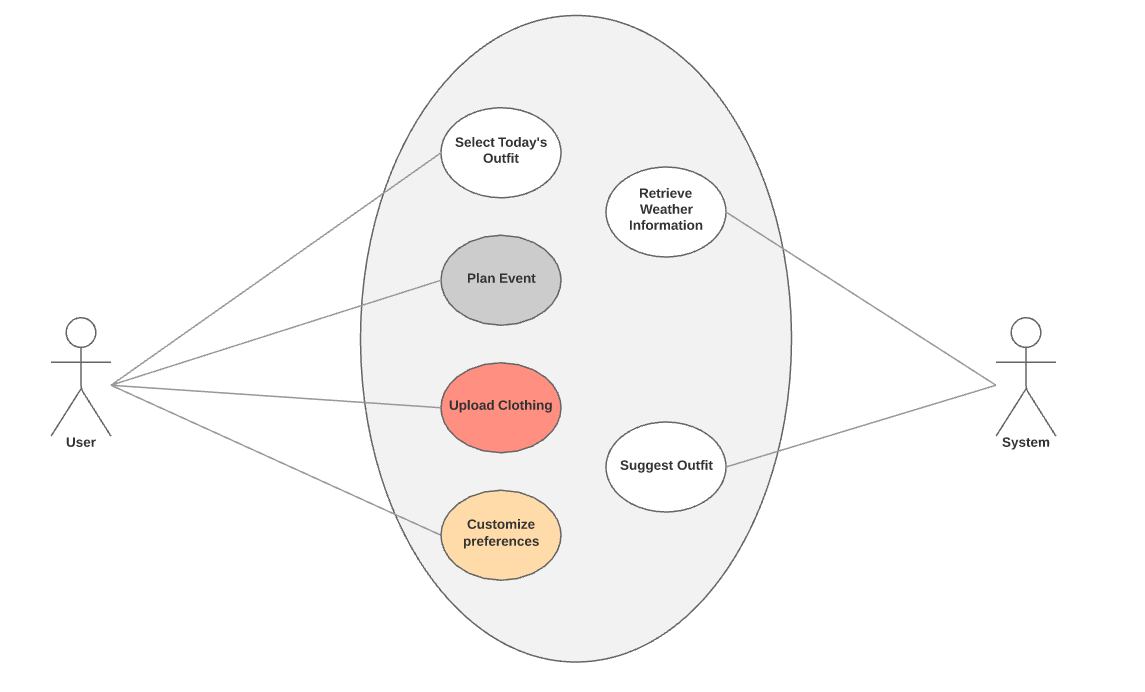 Select Today's
Outfit
Retrieve
Weather
Information
Plan Event
Upload Clothing
User
System
Suggest Outfit
Customize
preferences